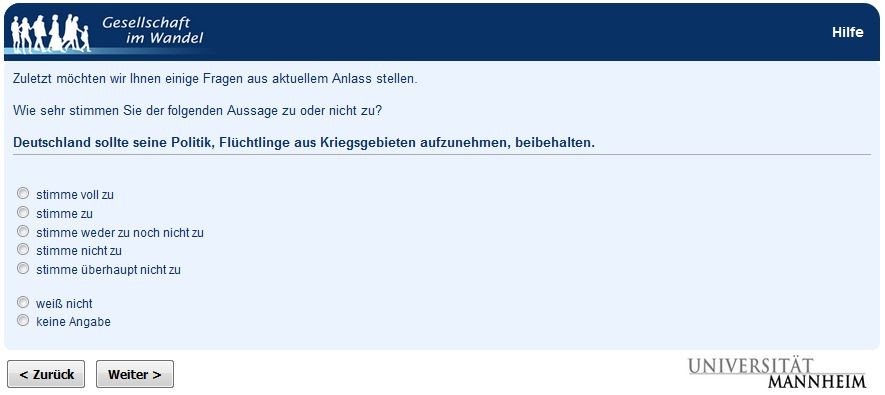 Gesellschaft
im Wandel
Hilfe
Zuletzt möchten wir Ihnen einige Fragen aus aktuellem Anlass stellen.
Wie sehr stimmen Sie der folgenden Aussage zu oder nicht zu?
Deutschland sollte seine Politik, Flüchtlinge aus Kriegsgebieten aufzunehmen, beibehalten.
stimme voll zu
stimme zu
stimme weder zu noch nicht zu
stimme nicht zu
stimme überhaupt nicht zu
weiß nicht
keine Angabe
< Zurück
Weiter >
UNIVERSITÄT
MANNHEIM